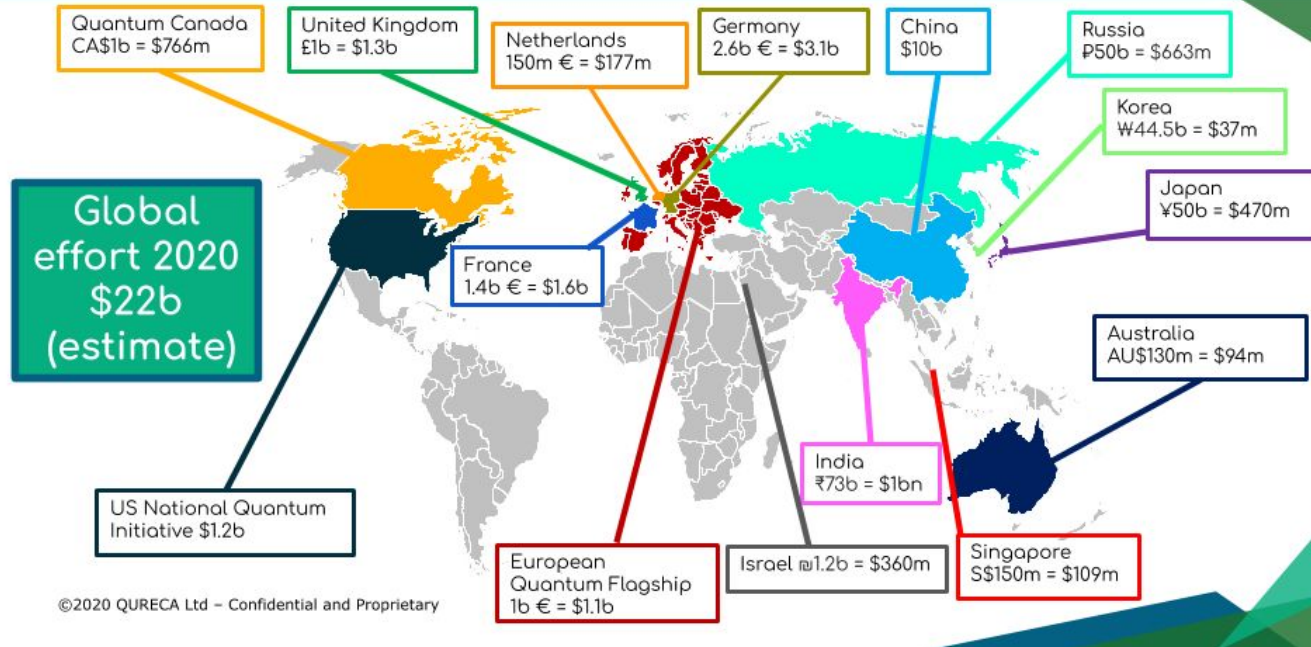 Quantum Canada
CA$1b = $766m
United Kingdom
£1b = $1.3b
Netherlands
150m € = $177m
Germany
2.6b € = $3.1b
China
$10b
Russia
₽50b = $663m
Korea
₩44.5b = $37m
Japan
¥50b = $470m
Global
effort 2020
$22b
(estimate)
France
1.4b € = $1.6b
Australia
AU$130m = $94m
India
₹73b = $1bn
US National Quantum
Initiative $1.2b
European
Quantum Flagship
1b € = $1.1b
Israel ₪1.2b = $360m
Singapore
S$150m = $109m
©2020 QURECA Ltd – Confidential and Proprietary